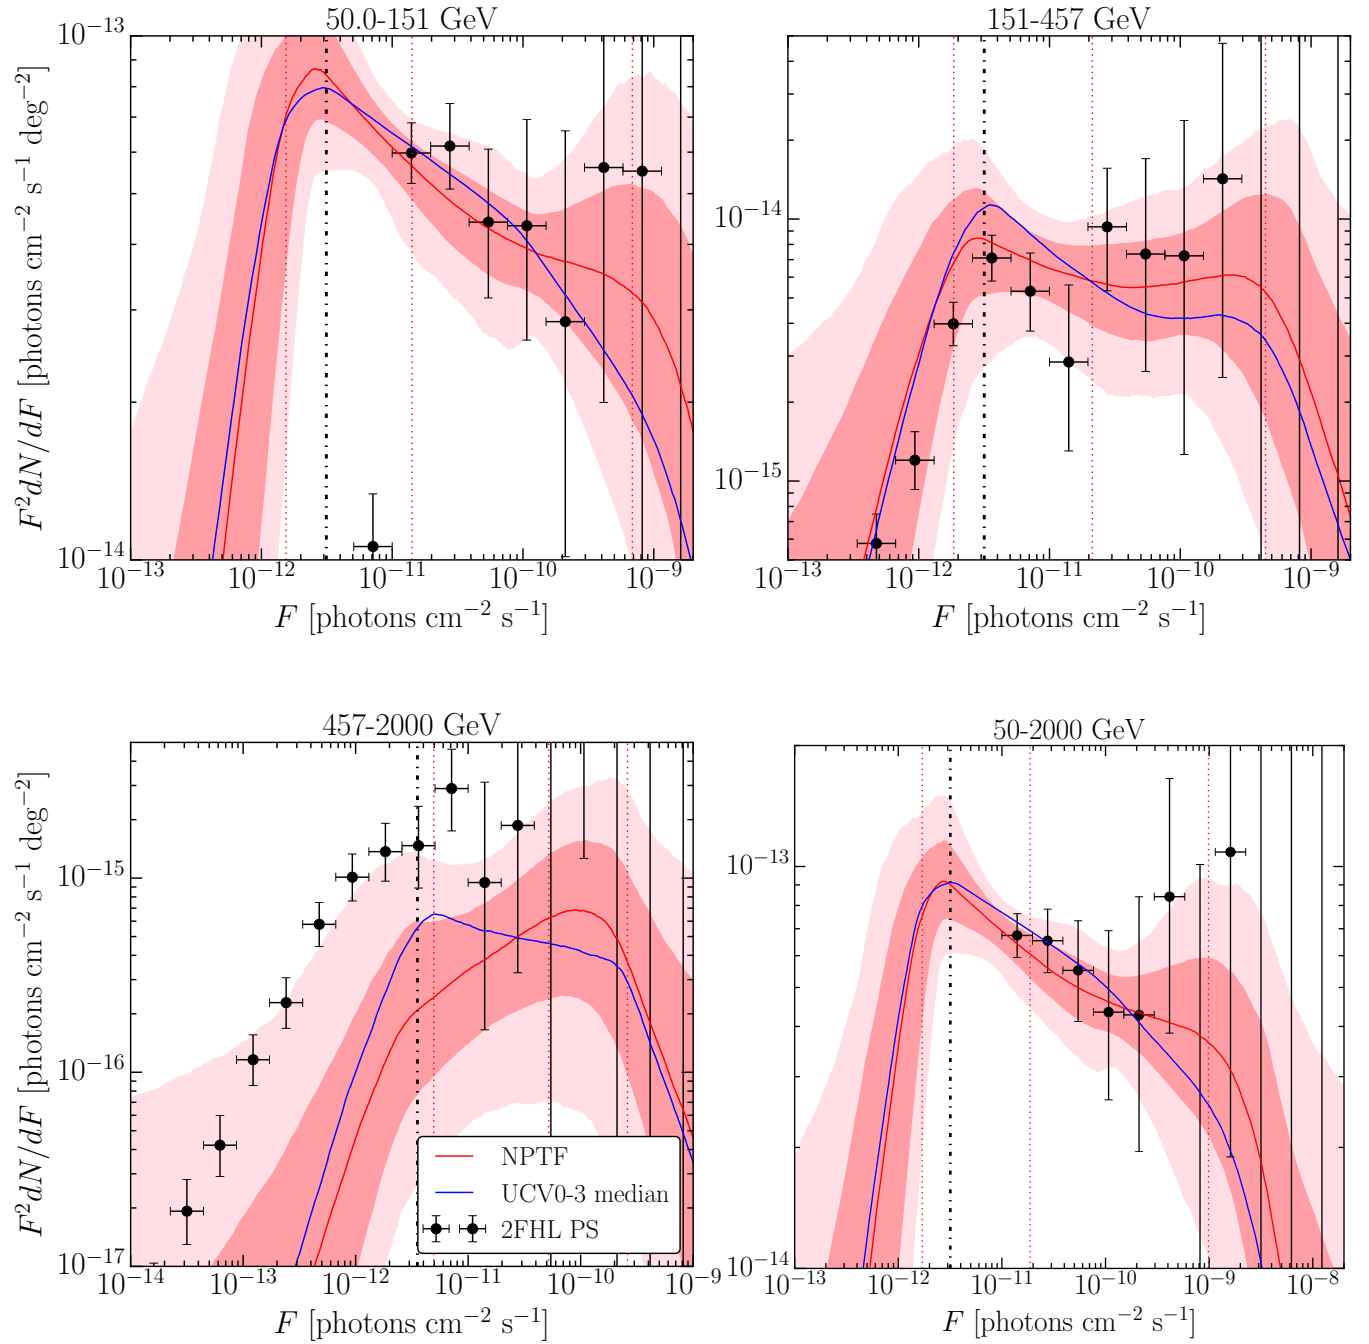 50.0-151 GeV
F²dN/dF [photons cm⁻² s⁻¹ deg⁻²]
10⁻¹³
10⁻¹⁴
10⁻¹³ 10⁻¹² 10⁻¹¹ 10⁻¹⁰ 10⁻⁹
F [photons cm⁻² s⁻¹]
151-457 GeV
10⁻¹⁴
10⁻¹⁵
10⁻¹³ 10⁻¹² 10⁻¹¹ 10⁻¹⁰ 10⁻⁹
F [photons cm⁻² s⁻¹]
457-2000 GeV
F²dN/dF [photons cm⁻² s⁻¹ deg⁻²]
10⁻¹⁵
10⁻¹⁶
10⁻¹⁷
NPTF
UCV0-3 median
2FHL PS
10⁻¹⁴ 10⁻¹³ 10⁻¹² 10⁻¹¹ 10⁻¹⁰ 10⁻⁹
F [photons cm⁻² s⁻¹]
50-2000 GeV
10⁻¹³
10⁻¹⁴
10⁻¹³ 10⁻¹² 10⁻¹¹ 10⁻¹⁰ 10⁻⁹ 10⁻⁸
F [photons cm⁻² s⁻¹]